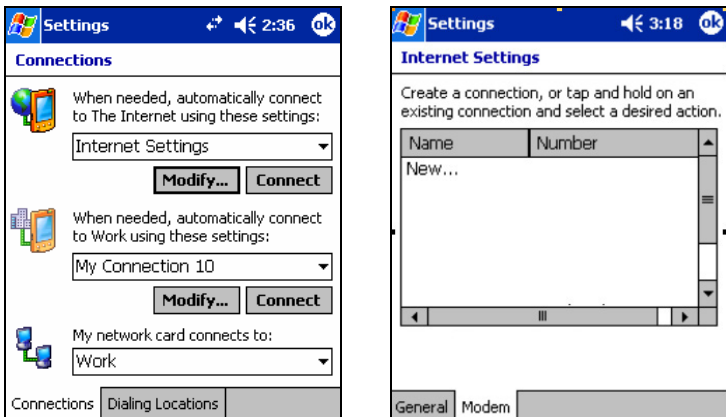 Settings 2:36 ok
Connections
When needed, automatically connect
to The Internet using these settings:
Internet Settings
Modify... Connect
When needed, automatically connect
to Work using these settings:
My Connection 10
Modify... Connect
My network card connects to:
Work
Connections Dialing Locations
Settings 3:18 ok
Internet Settings
Create a connection, or tap and hold on an
existing connection and select a desired action.
Name Number
New...
General Modem